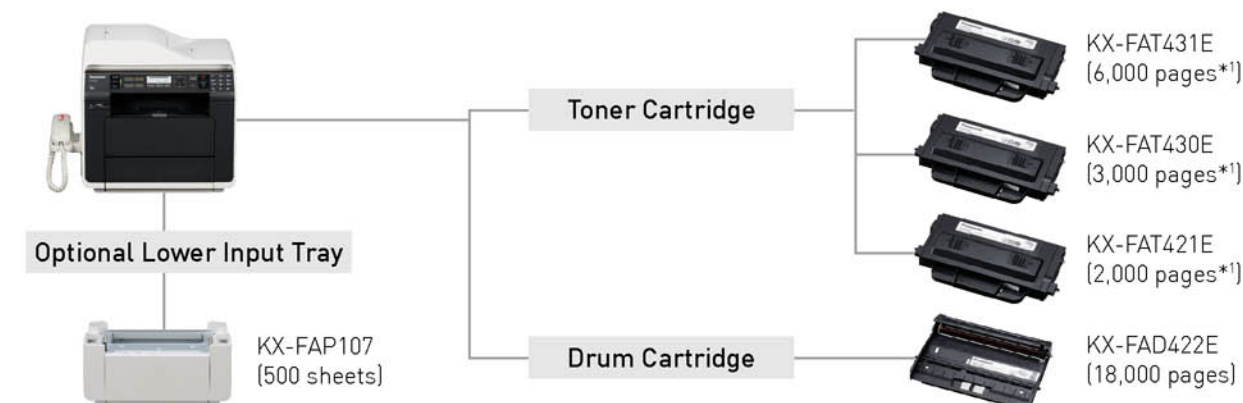 Toner Cartridge
KX-FAT431E
(6,000 pages*1)
KX-FAT430E
(3,000 pages*1)
KX-FAT421E
(2,000 pages*1)
Optional Lower Input Tray
KX-FAP107
(500 sheets)
Drum Cartridge
KX-FAD422E
(18,000 pages)